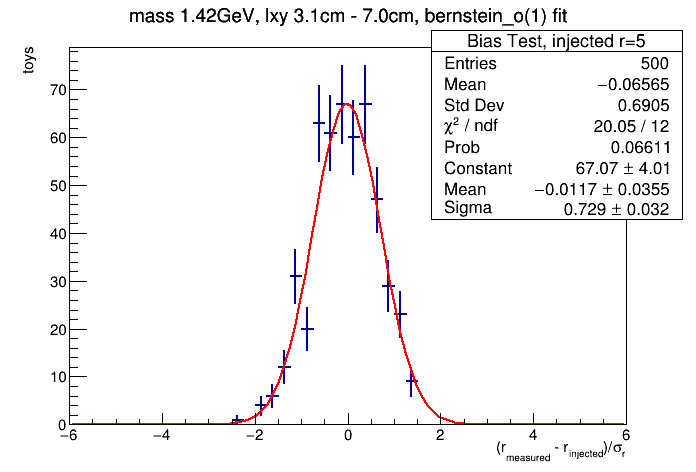 mass 1.42GeV, lxy 3.1cm - 7.0cm, bernstein_o(1) fit
toys
Bias Test, injected r=5
Entries 500
Mean −0.06565
Std Dev 0.6905
χ² / ndf 20.05 / 12
Prob 0.06611
Constant 67.07 ± 4.01
Mean −0.0117 ± 0.0355
Sigma 0.729 ± 0.032
70
60
50
40
30
20
10
0
−6 −4 −2 0 2 4 6
(r_measured - r_injected)/σ_r